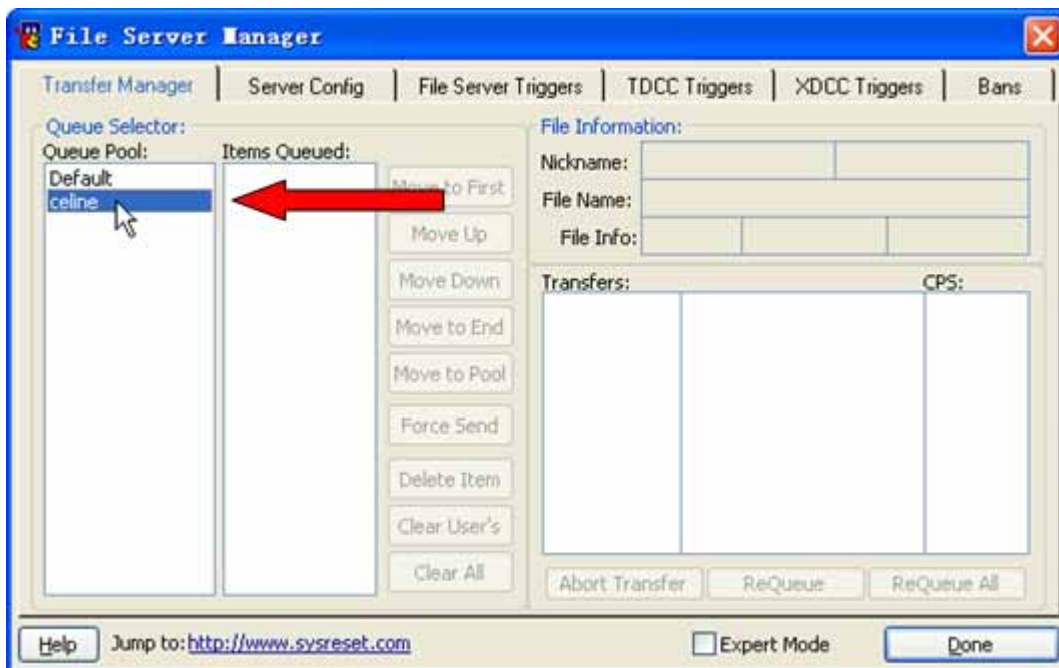 File Server Manager
Transfer Manager Server Config File Server Triggers TDCC Triggers XDCC Triggers Bans
Queue Selector:
Queue Pool: Items Queued:
Default
celine
Move to First
Move Up
Move Down
Move to End
Move to Pool
Force Send
Delete Item
Clear User's
Clear All
File Information:
Nickname:
File Name:
File Info:
Transfers: CPS:
Abort Transfer ReQueue ReQueue All
Help Jump to: http://www.sysreset.com Expert Mode Done